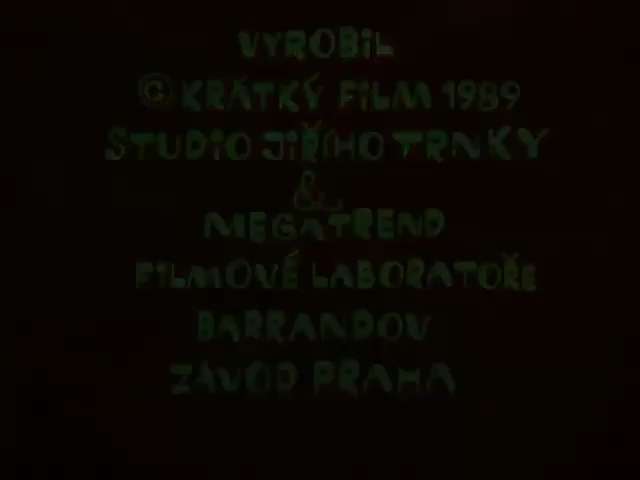 VYROBIL
© KRÁTKÝ FILM 1989
STUDIO JIŘÍHO TRNKY
&
MEGATREND
FILMOVÉ LABORATOŘE
BARRANDOV
ZÁVOD PRAHA